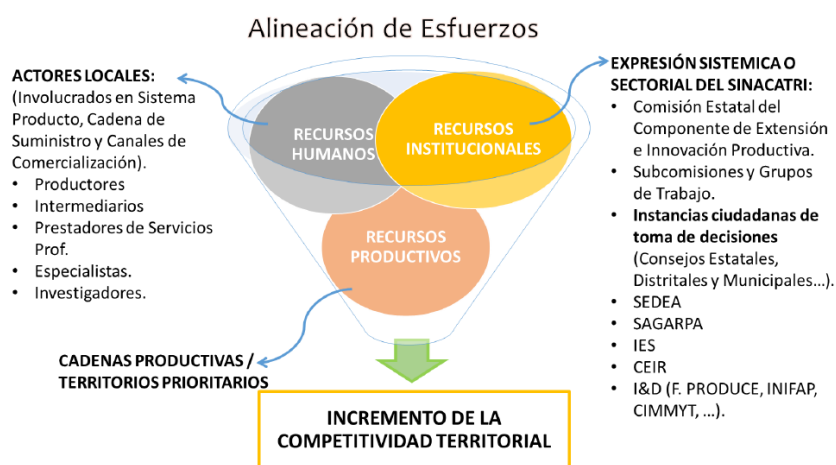 Alineación de Esfuerzos
ACTORES LOCALES:
(Involucrados en Sistema
Producto, Cadena de
Suministro y Canales de
Comercialización).
• Productores
• Intermediarios
• Prestadores de Servicios
Prof.
• Especialistas.
• Investigadores.
RECURSOS
HUMANOS
RECURSOS
INSTITUCIONALES
RECURSOS
PRODUCTIVOS
EXPRESIÓN SISTEMICA O
SECTORIAL DEL SINACATRI:
• Comisión Estatal del
Componente de Extensión
e Innovación Productiva.
• Subcomisiones y Grupos
de Trabajo.
• Instancias ciudadanas de
toma de decisiones
(Consejos Estatales,
Distritales y Municipales...).
• SEDEA
• SAGARPA
• IES
• CEIR
• I&D (F. PRODUCE, INIFAP,
CIMMYT, ...).
CADENAS PRODUCTIVAS /
TERRITORIOS PRIORITARIOS
INCREMENTO DE LA
COMPETITIVIDAD TERRITORIAL